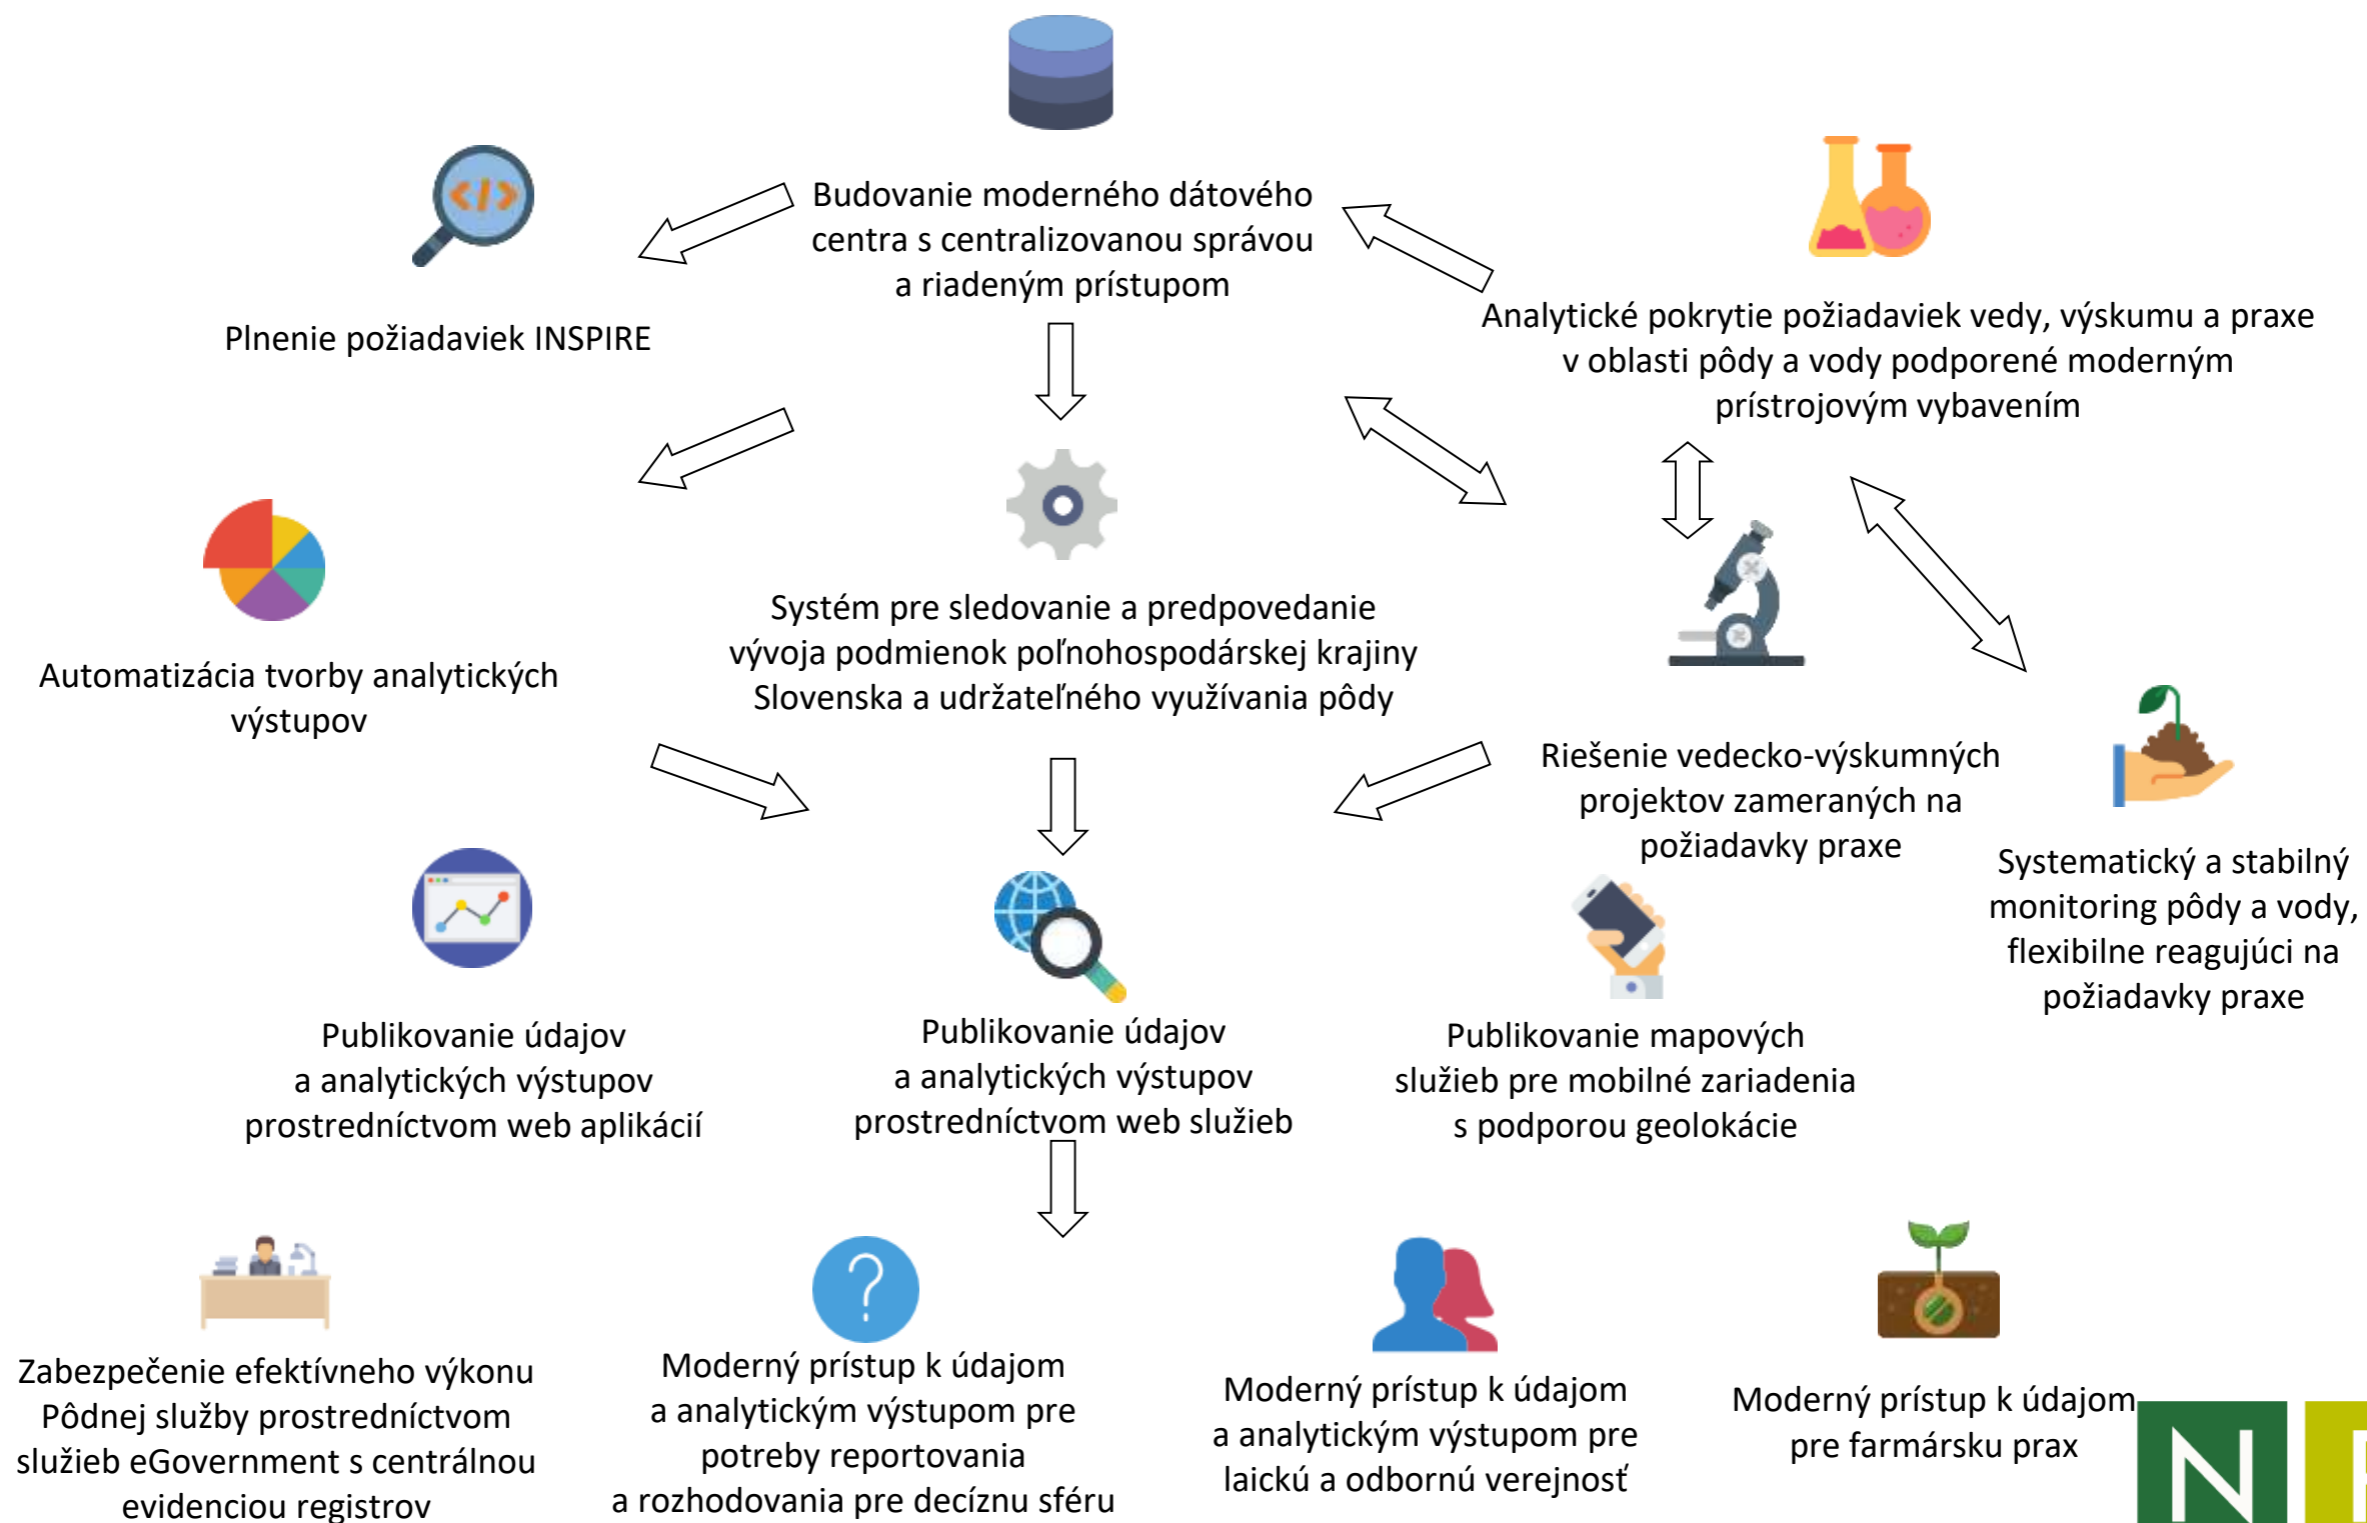 Budovanie moderného dátového
centra s centralizovanou správou
a riadeným prístupom
Plnenie požiadaviek INSPIRE
Analytické pokrytie požiadaviek vedy, výskumu a praxe
v oblasti pôdy a vody podporené moderným
prístrojovým vybavením
Automatizácia tvorby analytických
výstupov
Systém pre sledovanie a predpovedanie
vývoja podmienok poľnohospodárskej krajiny
Slovenska a udržateľného využívania pôdy
Riešenie vedecko-výskumných
projektov zameraných na
požiadavky praxe
Systematický a stabilný
monitoring pôdy a vody,
flexibilne reagujúci na
požiadavky praxe
Publikovanie údajov
a analytických výstupov
prostredníctvom web aplikácií
Publikovanie údajov
a analytických výstupov
prostredníctvom web služieb
Publikovanie mapových
služieb pre mobilné zariadenia
s podporou geolokácie
Zabezpečenie efektívneho výkonu
Pôdnej služby prostredníctvom
služieb eGovernment s centrálnou
evidenciou registrov
Moderný prístup k údajom
a analytickým výstupom pre
potreby reportovania
a rozhodovania pre decíznu sféru
Moderný prístup k údajom
a analytickým výstupom pre
laickú a odbornú verejnosť
Moderný prístup k údajom
pre farmársku prax
N